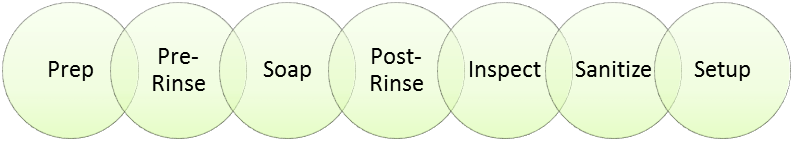 Prep
Pre-
Rinse
Soap
Post-
Rinse
Inspect
Sanitize
Setup